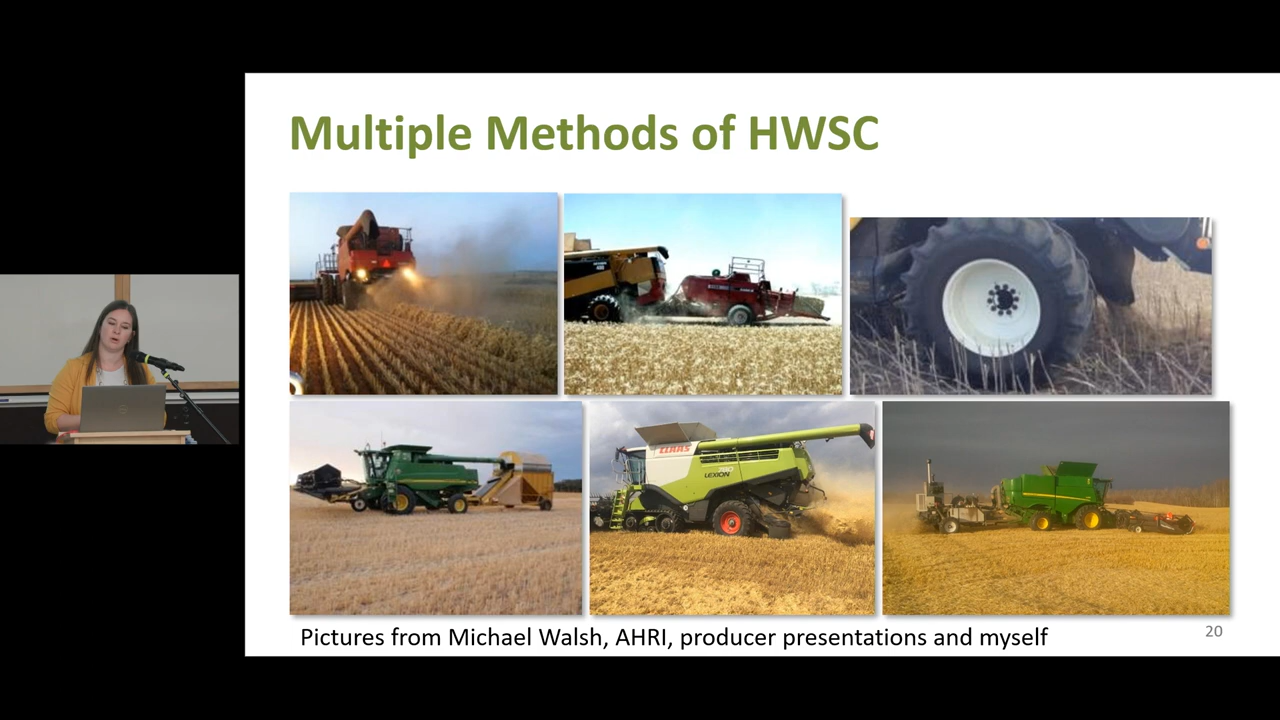 Multiple Methods of HWSC
CLAAS
LEXION
Pictures from Michael Walsh, AHRI, producer presentations and myself
20